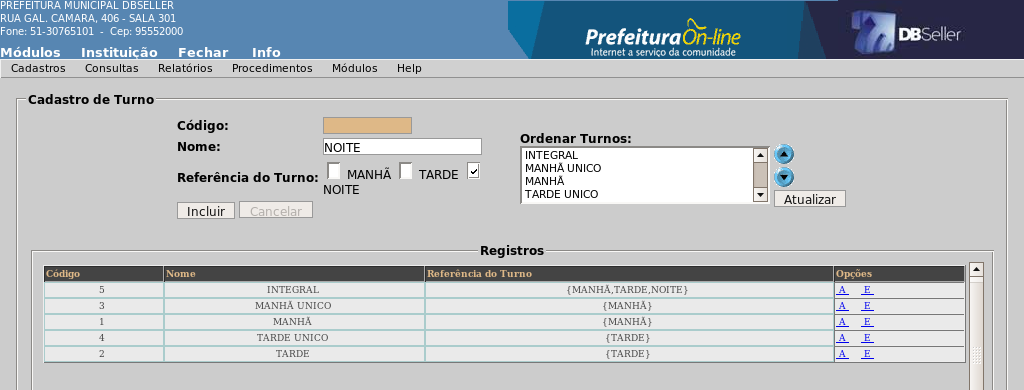 PREFEITURA MUNICIPAL DBSELLER
RUA GAL. CAMARA, 406 - SALA 301
Fone: 51-30765101 - Cep: 95552000
Prefeitura On-line
Internet a serviço da comunidade
DBSeller
Módulos Instituição Fechar Info
Cadastros Consultas Relatórios Procedimentos Módulos Help
Cadastro de Turno
Código:
Nome: NOITE
Referência do Turno: MANHÃ TARDE
NOITE
Incluir Cancelar
Ordenar Turnos:
INTEGRAL
MANHÃ UNICO
MANHÃ
TARDE UNICO
Atualizar
Registros
Código Nome Referência do Turno Opções
5 INTEGRAL {MANHÃ,TARDE,NOITE} A E
3 MANHÃ UNICO {MANHÃ} A E
1 MANHÃ {MANHÃ} A E
4 TARDE UNICO {TARDE} A E
2 TARDE {TARDE} A E